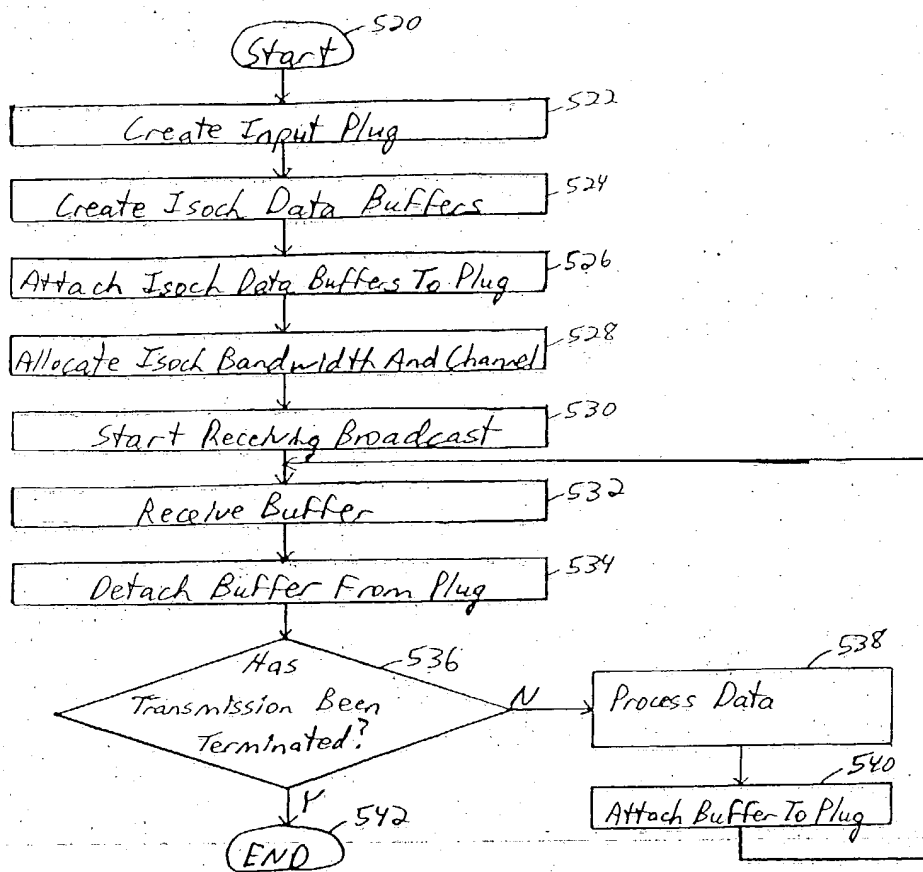 520
Start
522
Create Input Plug
524
Create Isoch Data Buffers
526
Attach Isoch Data Buffers To Plug
528
Allocate Isoch Bandwidth And Channel
530
Start Receiving Broadcast
532
Receive Buffer
534
Detach Buffer From Plug
536
Has
Transmission Been
Terminated?
N
538
Process Data
540
Attach Buffer To Plug
Y
542
END